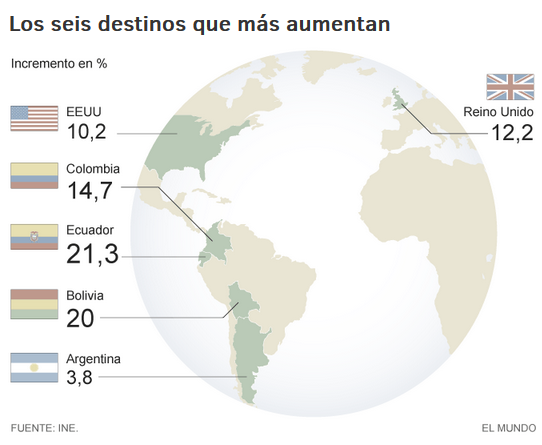 Los seis destinos que más aumentan
Incremento en %
EEUU
10,2
Colombia
14,7
Ecuador
21,3
Bolivia
20
Argentina
3,8
Reino Unido
12,2
FUENTE: INE.
EL MUNDO